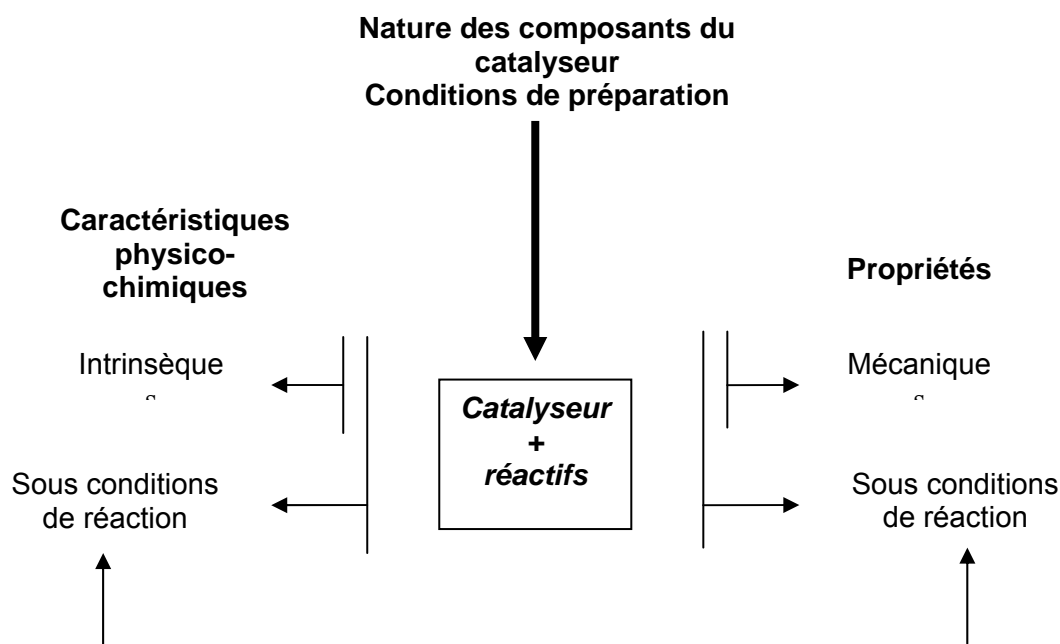 Nature des composants du
catalyseur
Conditions de préparation
Caractéristiques
physico-
chimiques
Propriétés
Intrinsèque
Mécanique
Catalyseur
+
réactifs
Sous conditions
de réaction
Sous conditions
de réaction